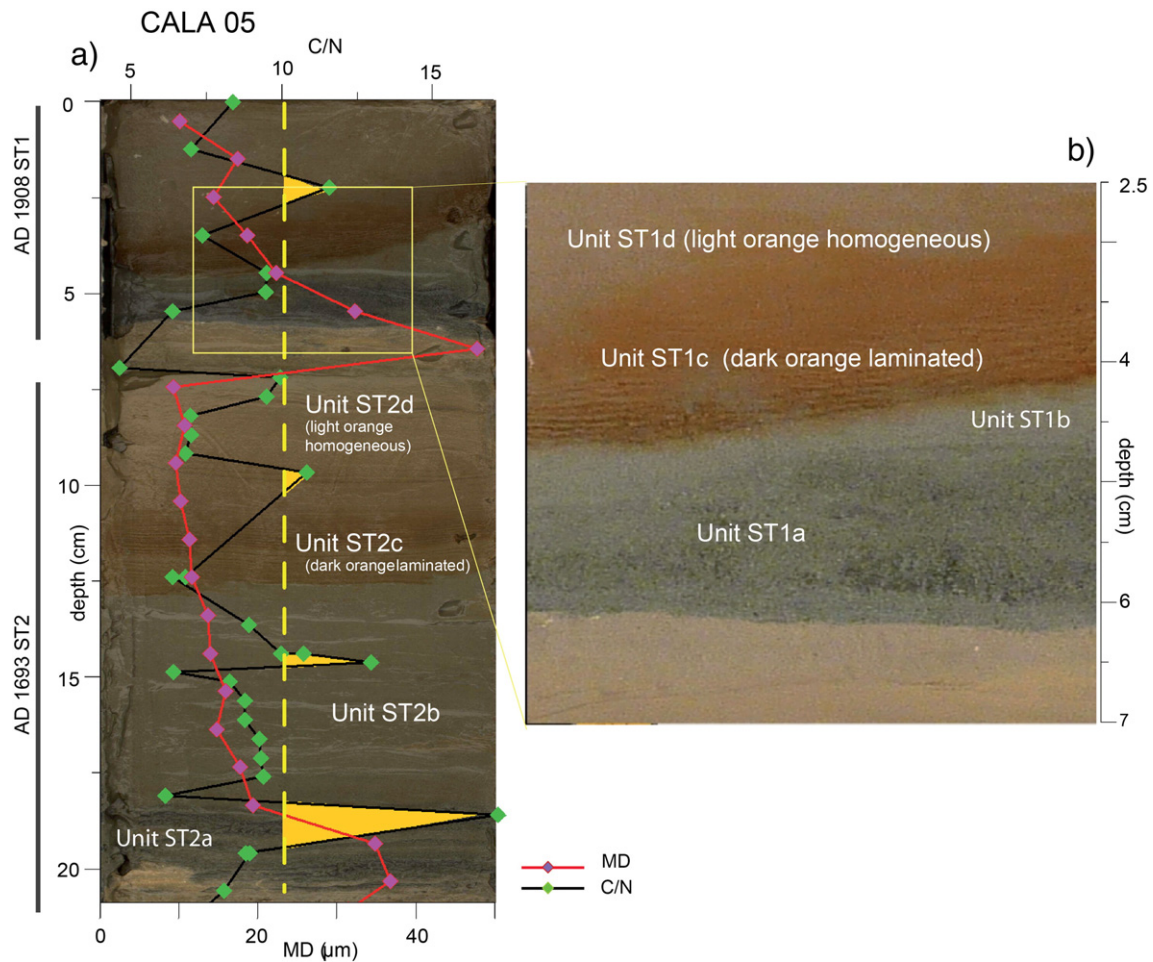 CALA 05
a)
C/N
5 10 15
0
5
10
15
20
depth (cm)
AD 1908 ST1
AD 1693 ST2
Unit ST2d
(light orange
homogeneous)
Unit ST2c
(dark orangelaminated)
Unit ST2b
Unit ST2a
0 20 40
MD (µm)
MD
C/N
b)
Unit ST1d (light orange homogeneous)
Unit ST1c (dark orange laminated)
Unit ST1b
Unit ST1a
2.5
4
6
7
depth (cm)